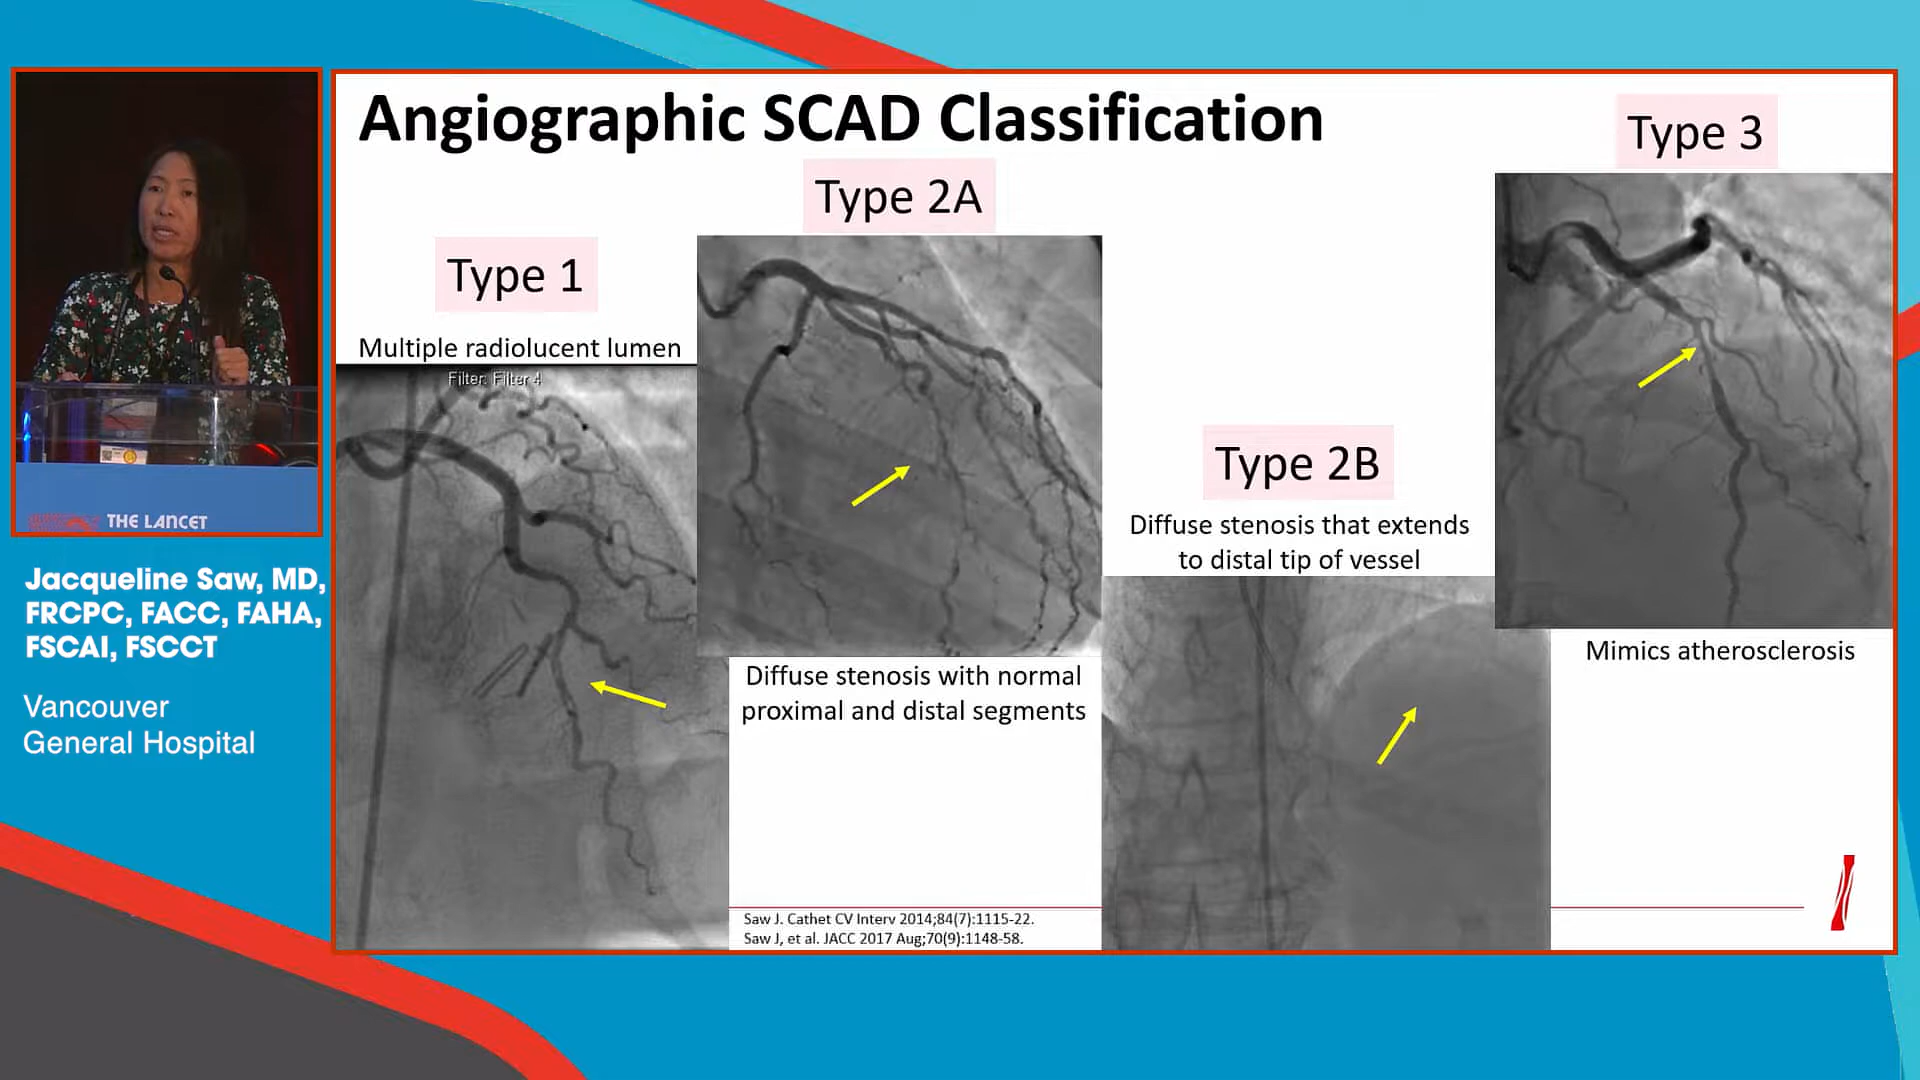 Angiographic SCAD Classification
Type 1
Multiple radiolucent lumen
Filter: Filter 4
Type 2A
Diffuse stenosis with normal
proximal and distal segments
Type 2B
Diffuse stenosis that extends
to distal tip of vessel
Type 3
Mimics atherosclerosis
Saw J. Cathet CV Interv 2014;84(7):1115-22.
Saw J, et al. JACC 2017 Aug;70(9):1148-58.
THE LANCET
Jacqueline Saw, MD,
FRCPC, FACC, FAHA,
FSCAI, FSCCT
Vancouver
General Hospital